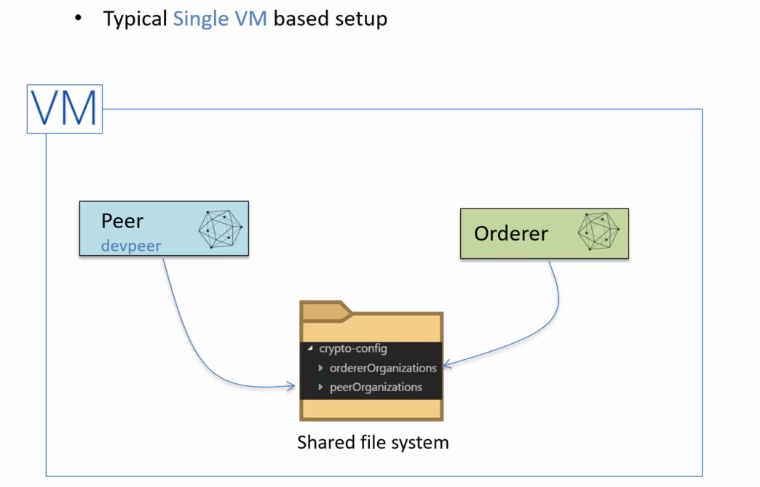 • Typical Single VM based setup
VM
Peer
devpeer
Orderer
crypto-config
ordererOrganizations
peerOrganizations
Shared file system